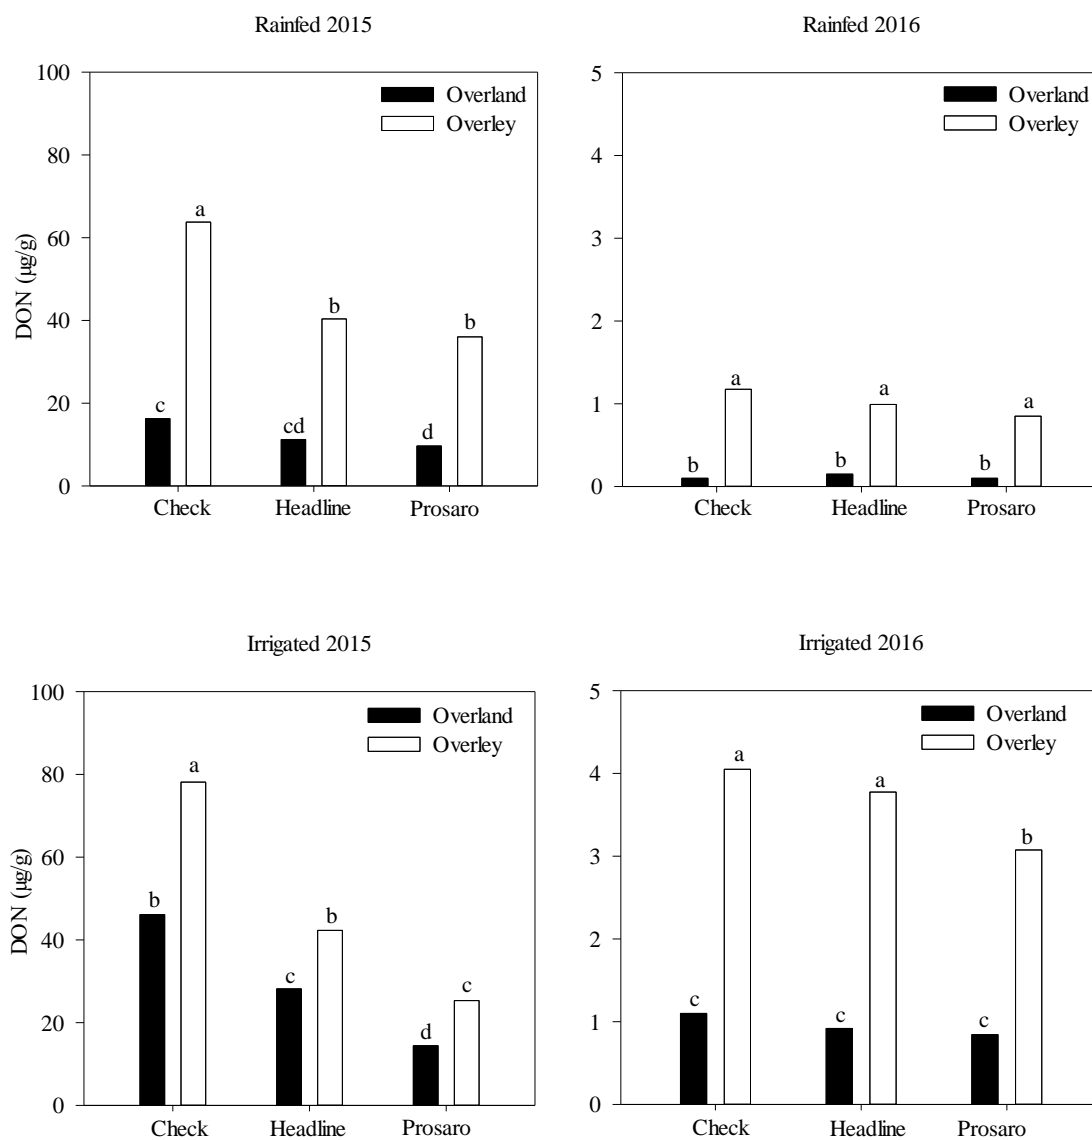 Rainfed 2015
Rainfed 2016
100
80
60
40
20
0
DON (µg/g)
Overland
Overley
c
a
cd
b
d
b
Check Headline Prosaro
5
4
3
2
1
0
Overland
Overley
b
a
b
a
b
a
Check Headline Prosaro
Irrigated 2015
Irrigated 2016
100
80
60
40
20
0
DON (µg/g)
Overland
Overley
b
a
c
b
d
c
Check Headline Prosaro
5
4
3
2
1
0
Overland
Overley
c
a
c
a
c
b
Check Headline Prosaro